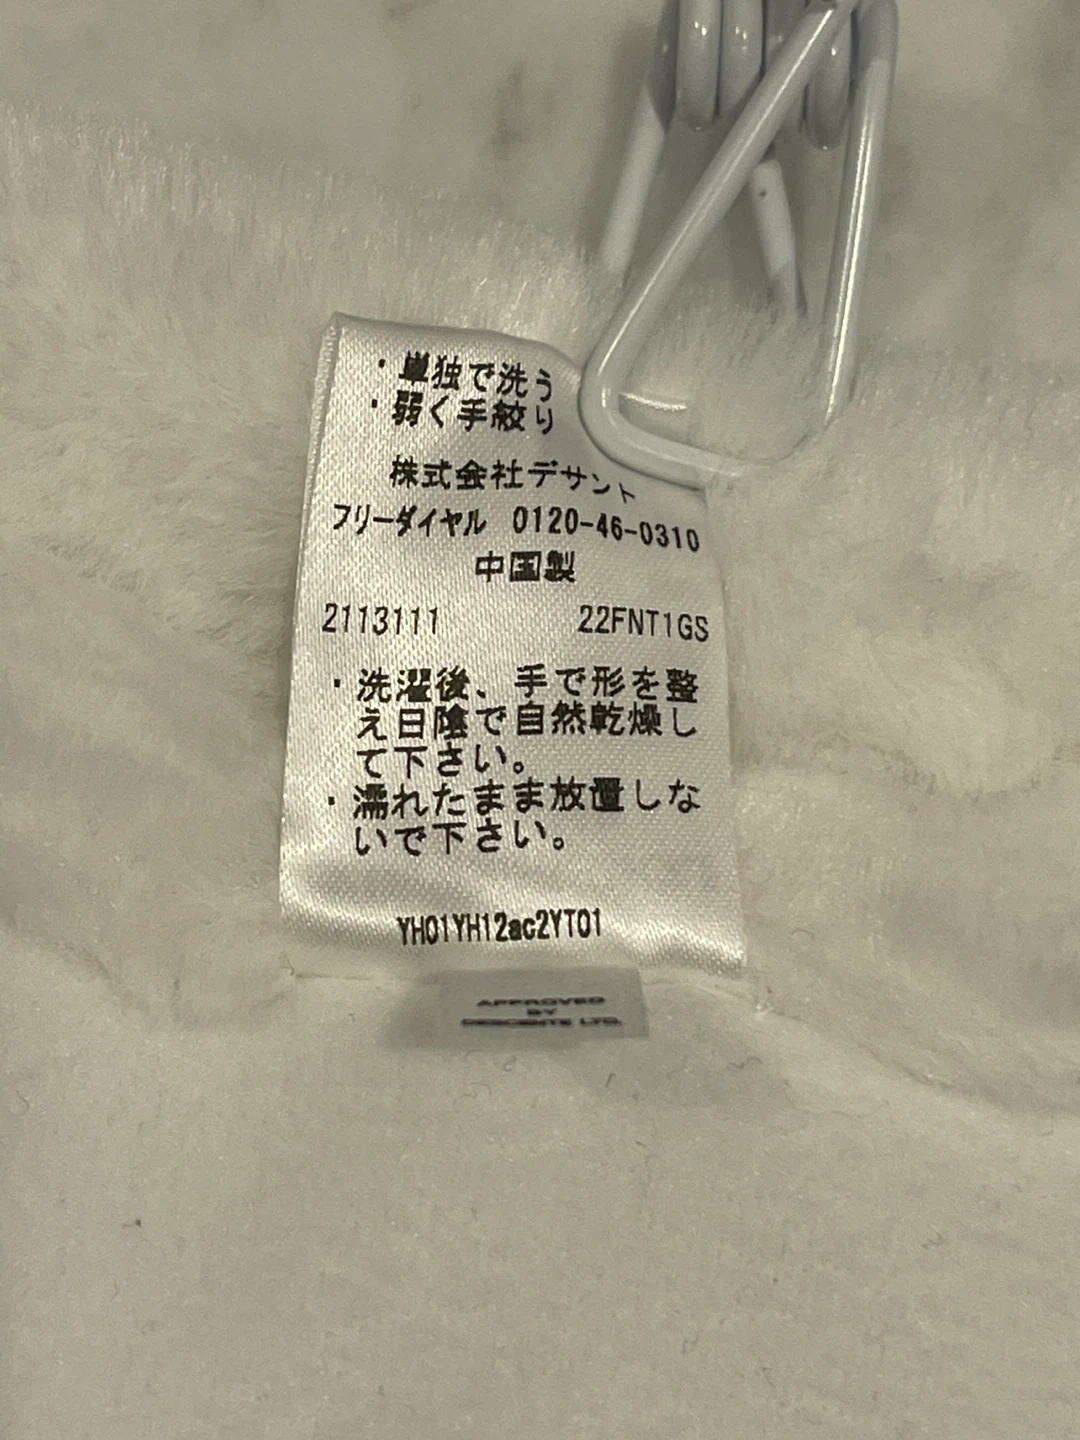 ・単独で洗う
・弱く手絞り
株式会社デサント
フリーダイヤル 0120-46-0310
中国製
2113111 22FNT1GS
・洗濯後、手で形を整
え日陰で自然乾燥し
て下さい。
・濡れたまま放置しな
いで下さい。
YH01YH12ac2YT01
APPROVED
BY
DESCENTE LTD.